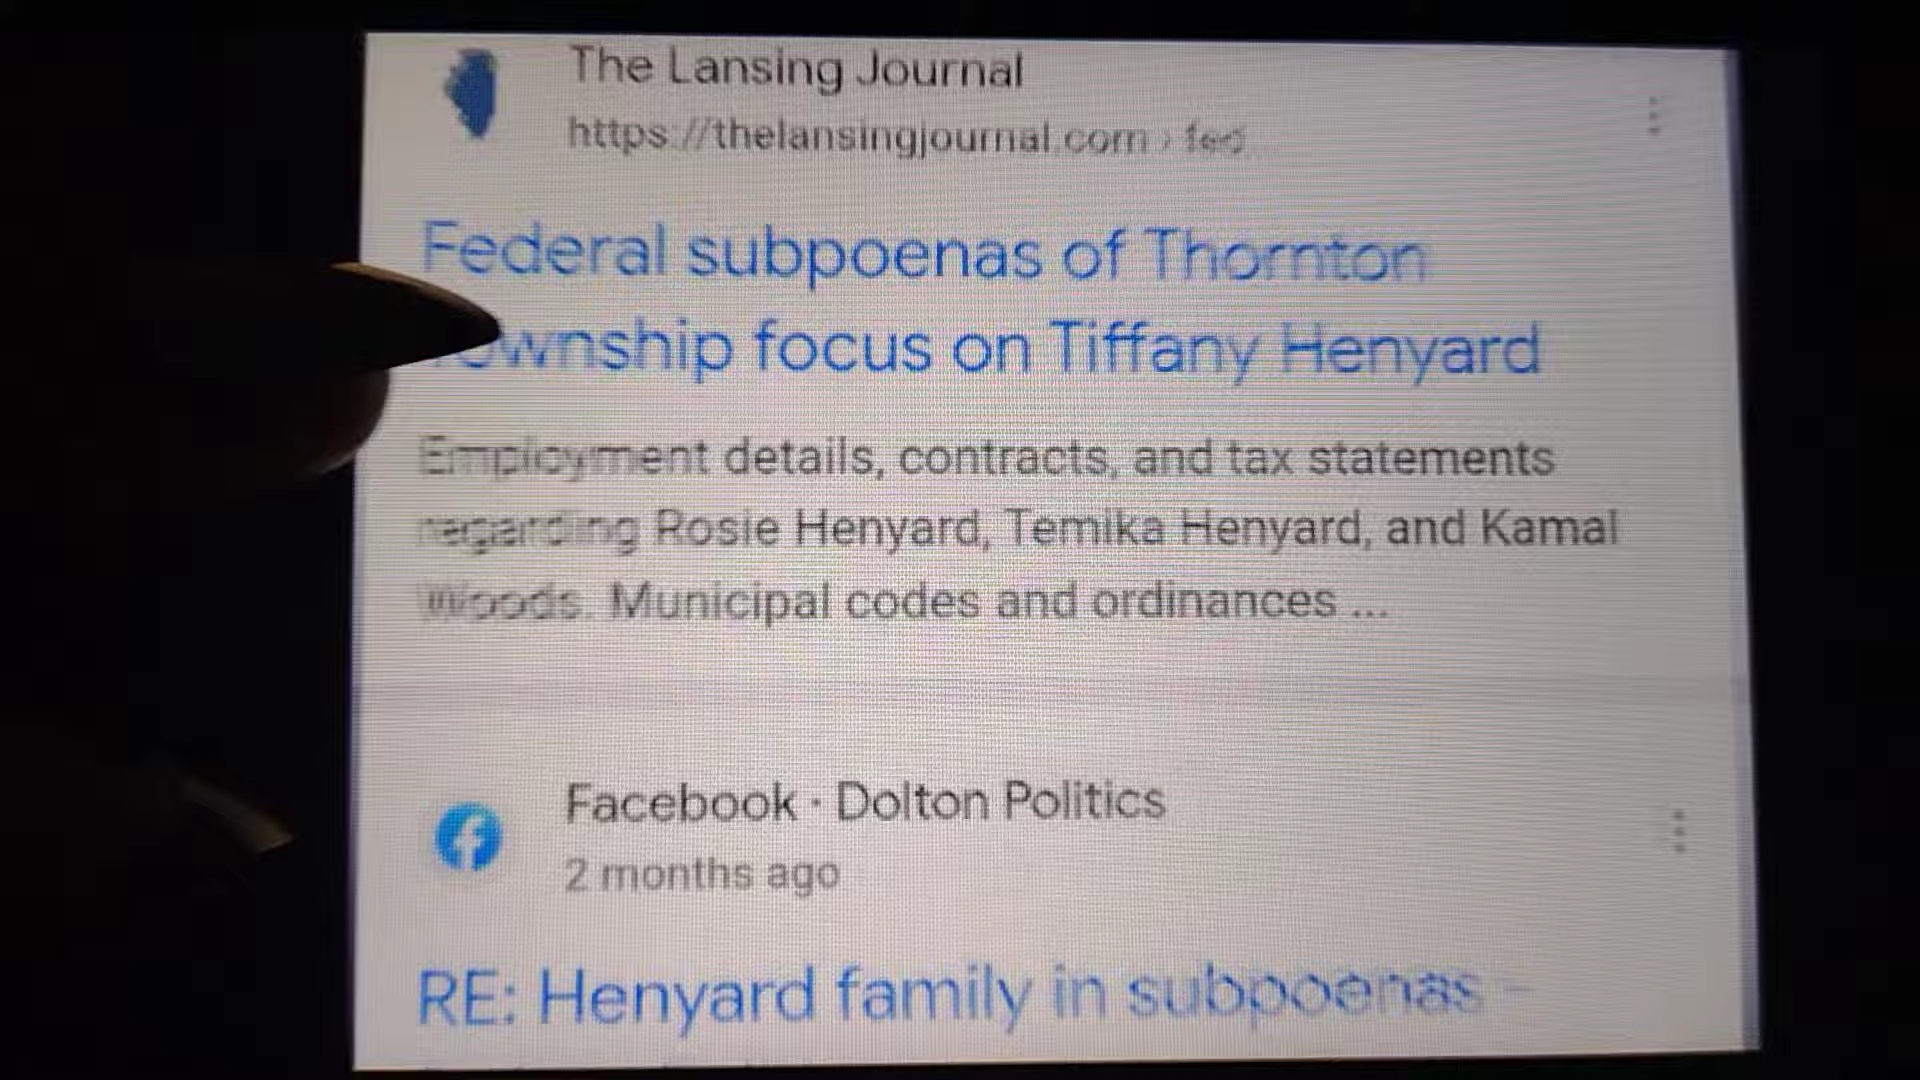 The Lansing Journal
https://thelansingjournal.com › fed...
Federal subpoenas of Thornton
ownship focus on Tiffany Henyard
Employment details, contracts, and tax statements
regarding Rosie Henyard, Temika Henyard, and Kamal
Woods. Municipal codes and ordinances ...
Facebook · Dolton Politics
2 months ago
RE: Henyard family in subpoenas -